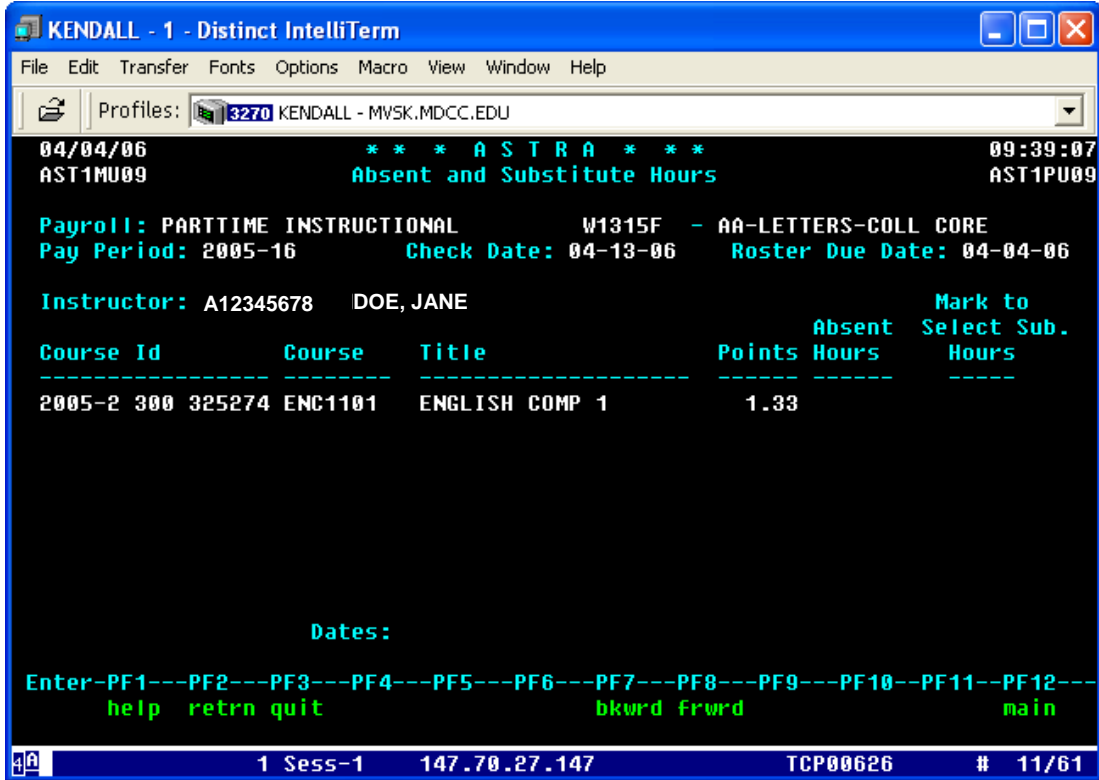 KENDALL - 1 - Distinct IntelliTerm
File Edit Transfer Fonts Options Macro View Window Help
Profiles: 3270 KENDALL - MVSK.MDCC.EDU
04/04/06 * * * A S T R A * * * 09:39:07
AST1MU09 Absent and Substitute Hours AST1PU09
Payroll: PARTTIME INSTRUCTIONAL W1315F - AA-LETTERS-COLL CORE
Pay Period: 2005-16 Check Date: 04-13-06 Roster Due Date: 04-04-06
Instructor: A12345678 DOE, JANE Mark to
Absent Select Sub.
Course Id Course Title Points Hours Hours
----------------- -------- -------------------- ------ ------ -----
2005-2 300 325274 ENC1101 ENGLISH COMP 1 1.33
Dates:
Enter-PF1---PF2---PF3---PF4---PF5---PF6---PF7---PF8---PF9---PF10--PF11--PF12---
help retrn quit bkwrd frwrd main
4A 1 Sess-1 147.70.27.147 TCP00626 # 11/61